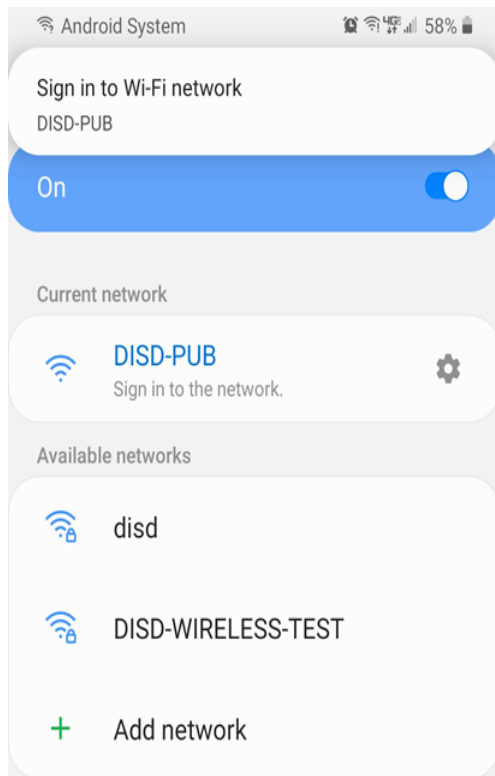 Android System 4GE 58%
Sign in to Wi-Fi network
DISD-PUB
On
Current network
DISD-PUB
Sign in to the network.
Available networks
disd
DISD-WIRELESS-TEST
Add network